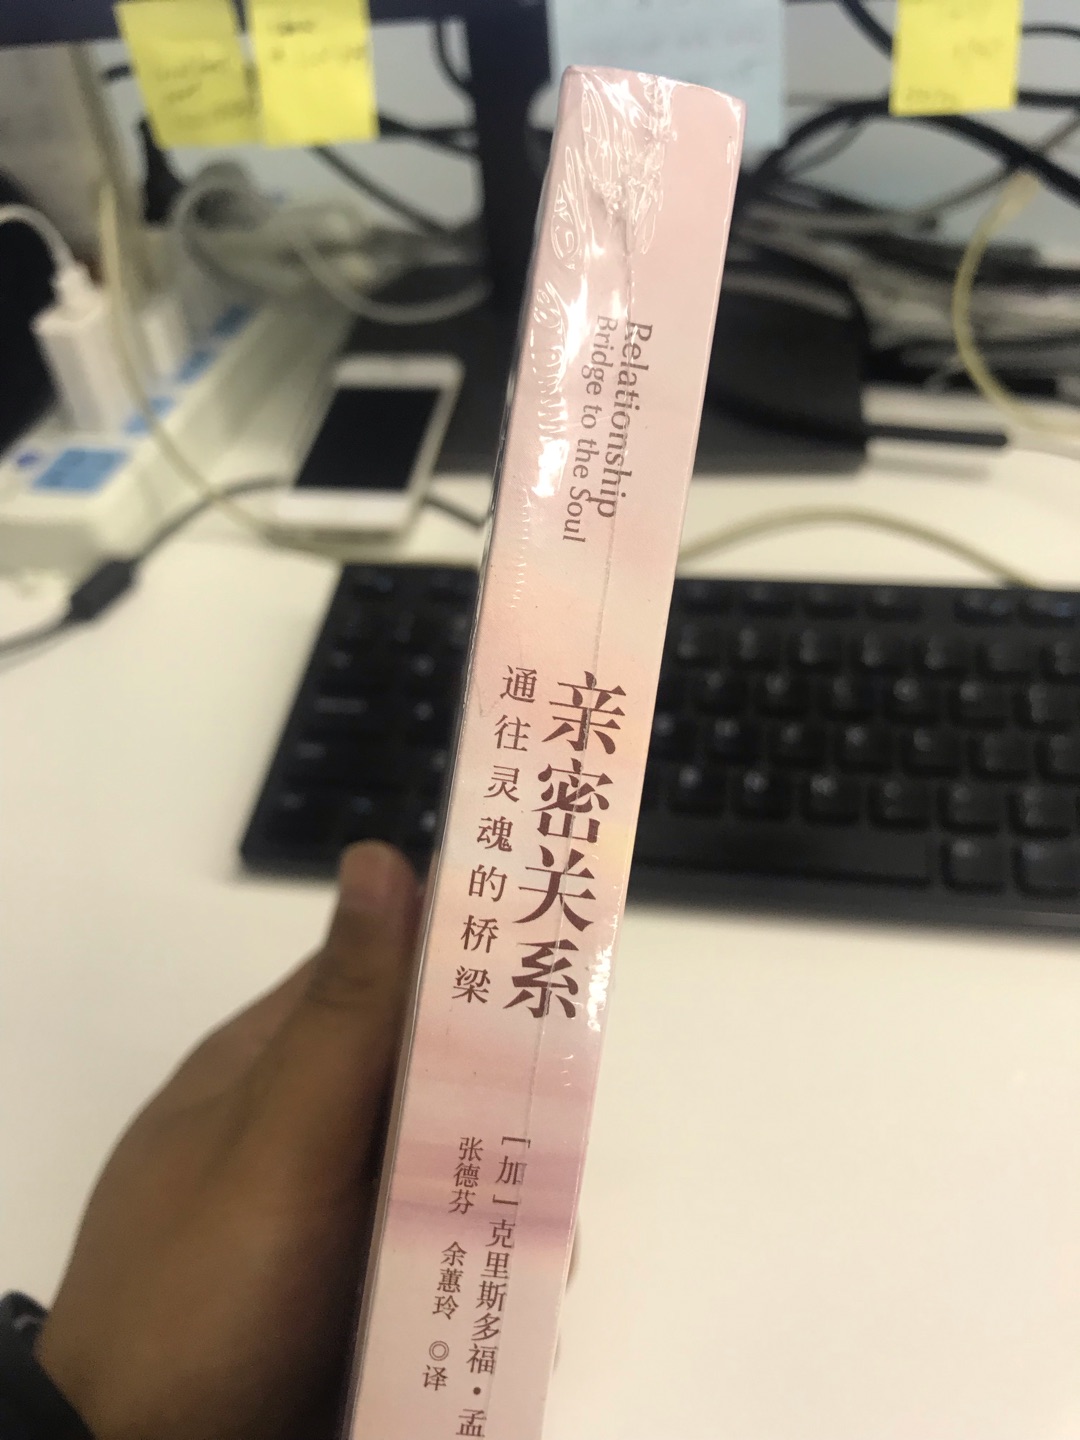 Relationship
Bridge to the Soul
亲密关系
通往灵魂的桥梁
[加]克里斯多福·孟
张德芬 余蕙玲 ◎译